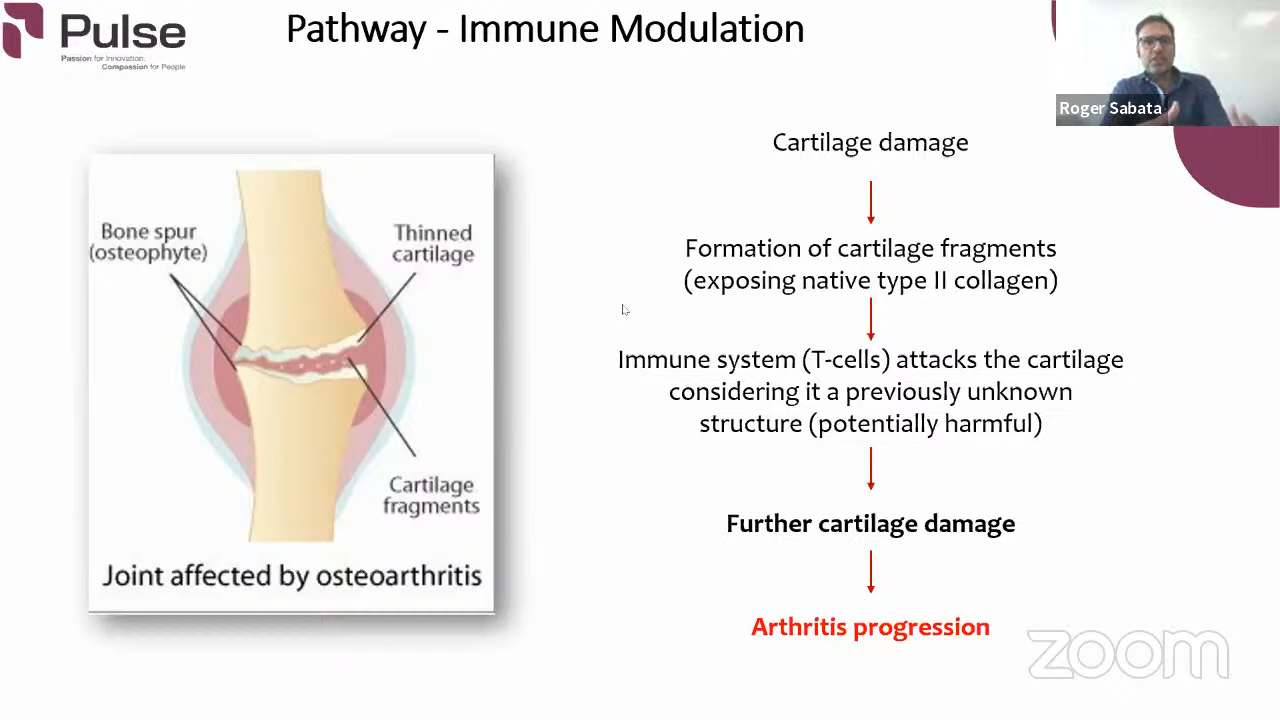 Pulse
Passion for Innovation.
Compassion for People
Pathway - Immune Modulation
Roger Sabata
Bone spur
(osteophyte)
Thinned
cartilage
Cartilage
fragments
Joint affected by osteoarthritis
Cartilage damage
Formation of cartilage fragments
(exposing native type II collagen)
Immune system (T-cells) attacks the cartilage
considering it a previously unknown
structure (potentially harmful)
Further cartilage damage
Arthritis progression
zoom